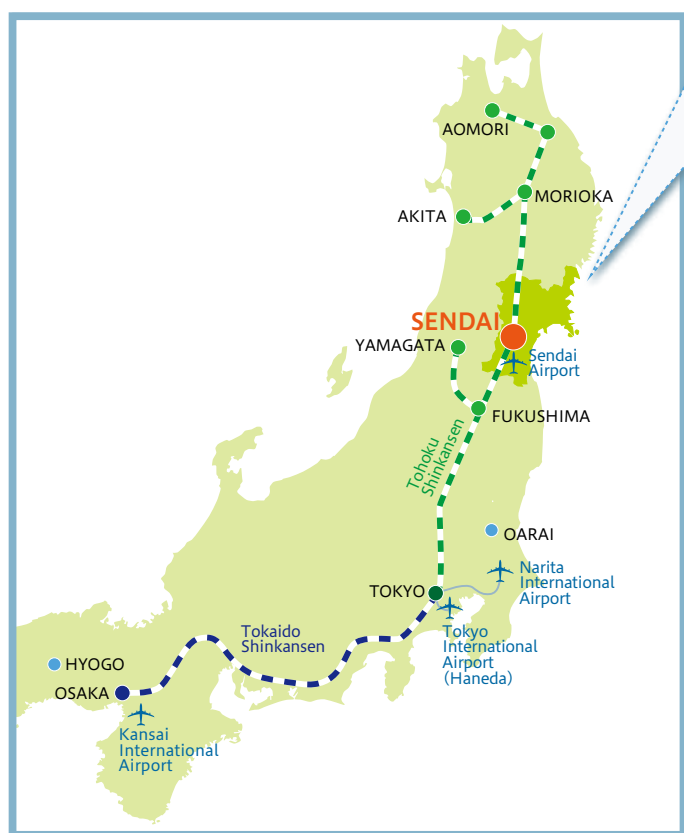 AOMORI
MORIOKA
AKITA
SENDAI
YAMAGATA
Sendai
Airport
FUKUSHIMA
Tohoku
Shinkansen
OARAI
Narita
International
Airport
TOKYO
Tokyo
International
Airport
(Haneda)
Tokaido
Shinkansen
HYOGO
OSAKA
Kansai
International
Airport